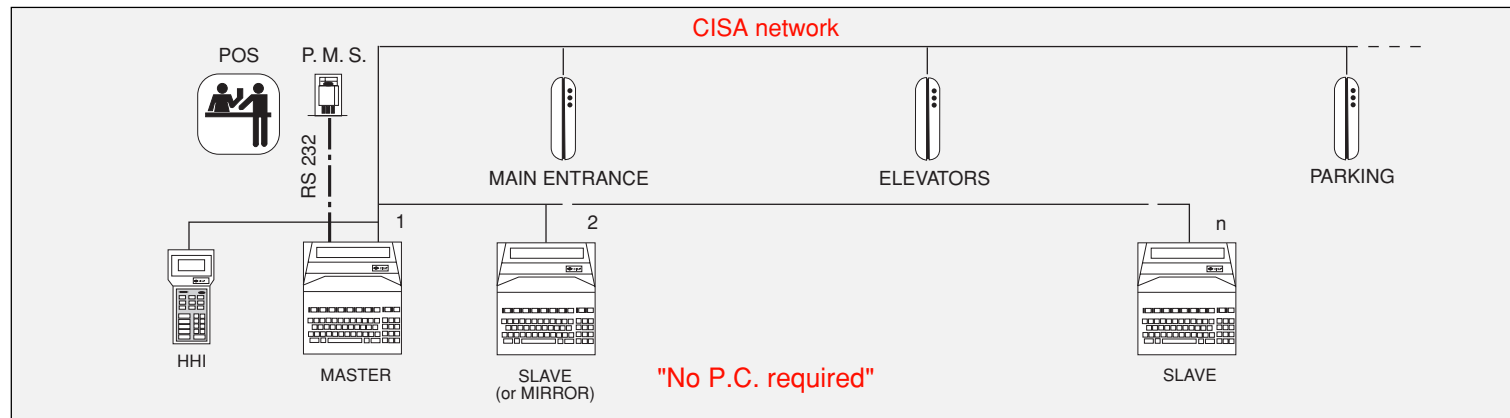 CISA network
POS
P. M. S.
RS 232
MAIN ENTRANCE
ELEVATORS
PARKING
1
2
n
HHI
MASTER
SLAVE
(or MIRROR)
"No P.C. required"
SLAVE